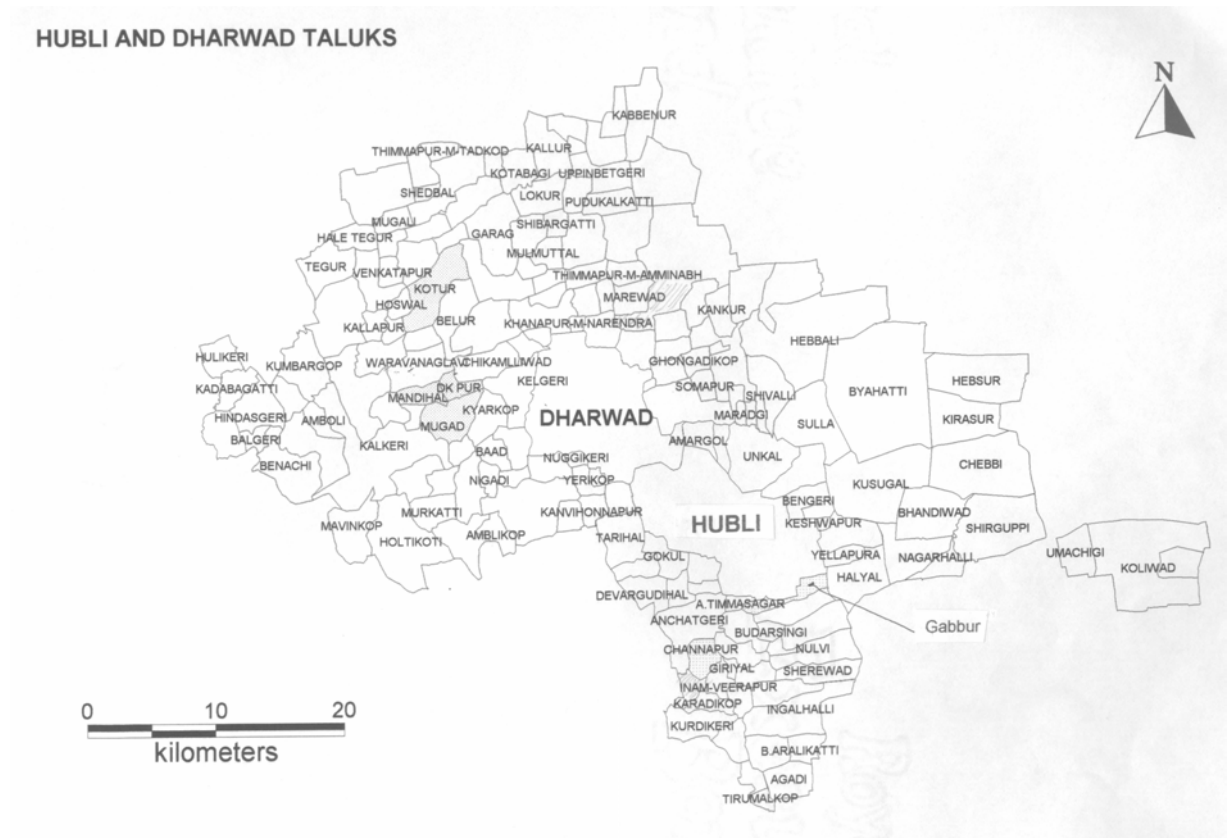 HUBLI AND DHARWAD TALUKS
N
KABBENUR
THIMMAPUR-M-TADKOD
KALLUR
KOTABAGI
UPPINBETGERI
SHEDBAL
LOKUR
PUDUKALKATTI
MUGALI
SHIBARGATTI
HALE TEGUR
GARAG
MULMUTTAL
TEGUR
VENKATAPUR
THIMMAPUR-M-AMMINABH
KOTUR
MAREWAD
HOSWAL
KANKUR
KALLAPUR
BELUR
KHANAPUR-M-NARENDRA
HEBBALI
HULIKERI
KUMBARGOP
WARAVANAGLAVI
CHIKAMLLIWAD
GHONGADIKOP
BYAHATTI
HEBSUR
KADABAGATTI
MANDIHAL
DK PUR
KELGERI
SOMAPUR
SHIVALLI
HINDASGERI
AMBOLI
MUGAD
KYARKOP
DHARWAD
MARADGI
SULLA
KIRASUR
BALGERI
KALKERI
BAAD
AMARGOL
UNKAL
BENACHI
NUGGIKERI
CHEBBI
NIGADI
YERIKOP
KUSUGAL
MAVINKOP
MURKATTI
KANVIHONNAPUR
BENGERI
BHANDIWAD
HOLTIKOTI
AMBLIKOP
TARIHAL
HUBLI
KESHWAPUR
SHIRGUPPI
GOKUL
YELLAPURA
NAGARHALLI
UMACHIGI
KOLIWAD
HALYAL
DEVARGUDIHAL
A.TIMMASAGAR
ANCHATGERI
Gabbur
BUDARSINGI
CHANNAPUR
NULVI
GIRIYAL
SHEREWAD
INAM-VEERAPUR
KARADIKOP
INGALHALLI
KURDIKERI
B.ARALIKATTI
AGADI
TIRUMALKOP
0 10 20
kilometers